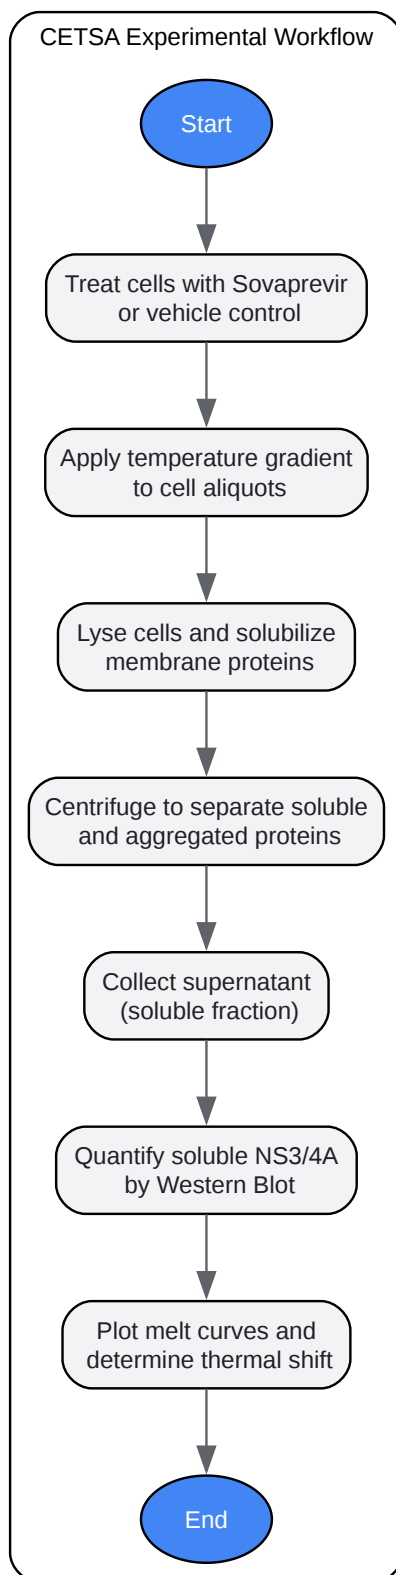 CETSA Experimental Workflow
Start
Treat cells with Sovaprevir
or vehicle control
Apply temperature gradient
to cell aliquots
Lyse cells and solubilize
membrane proteins
Centrifuge to separate soluble
and aggregated proteins
Collect supernatant
(soluble fraction)
Quantify soluble NS3/4A
by Western Blot
Plot melt curves and
determine thermal shift
End